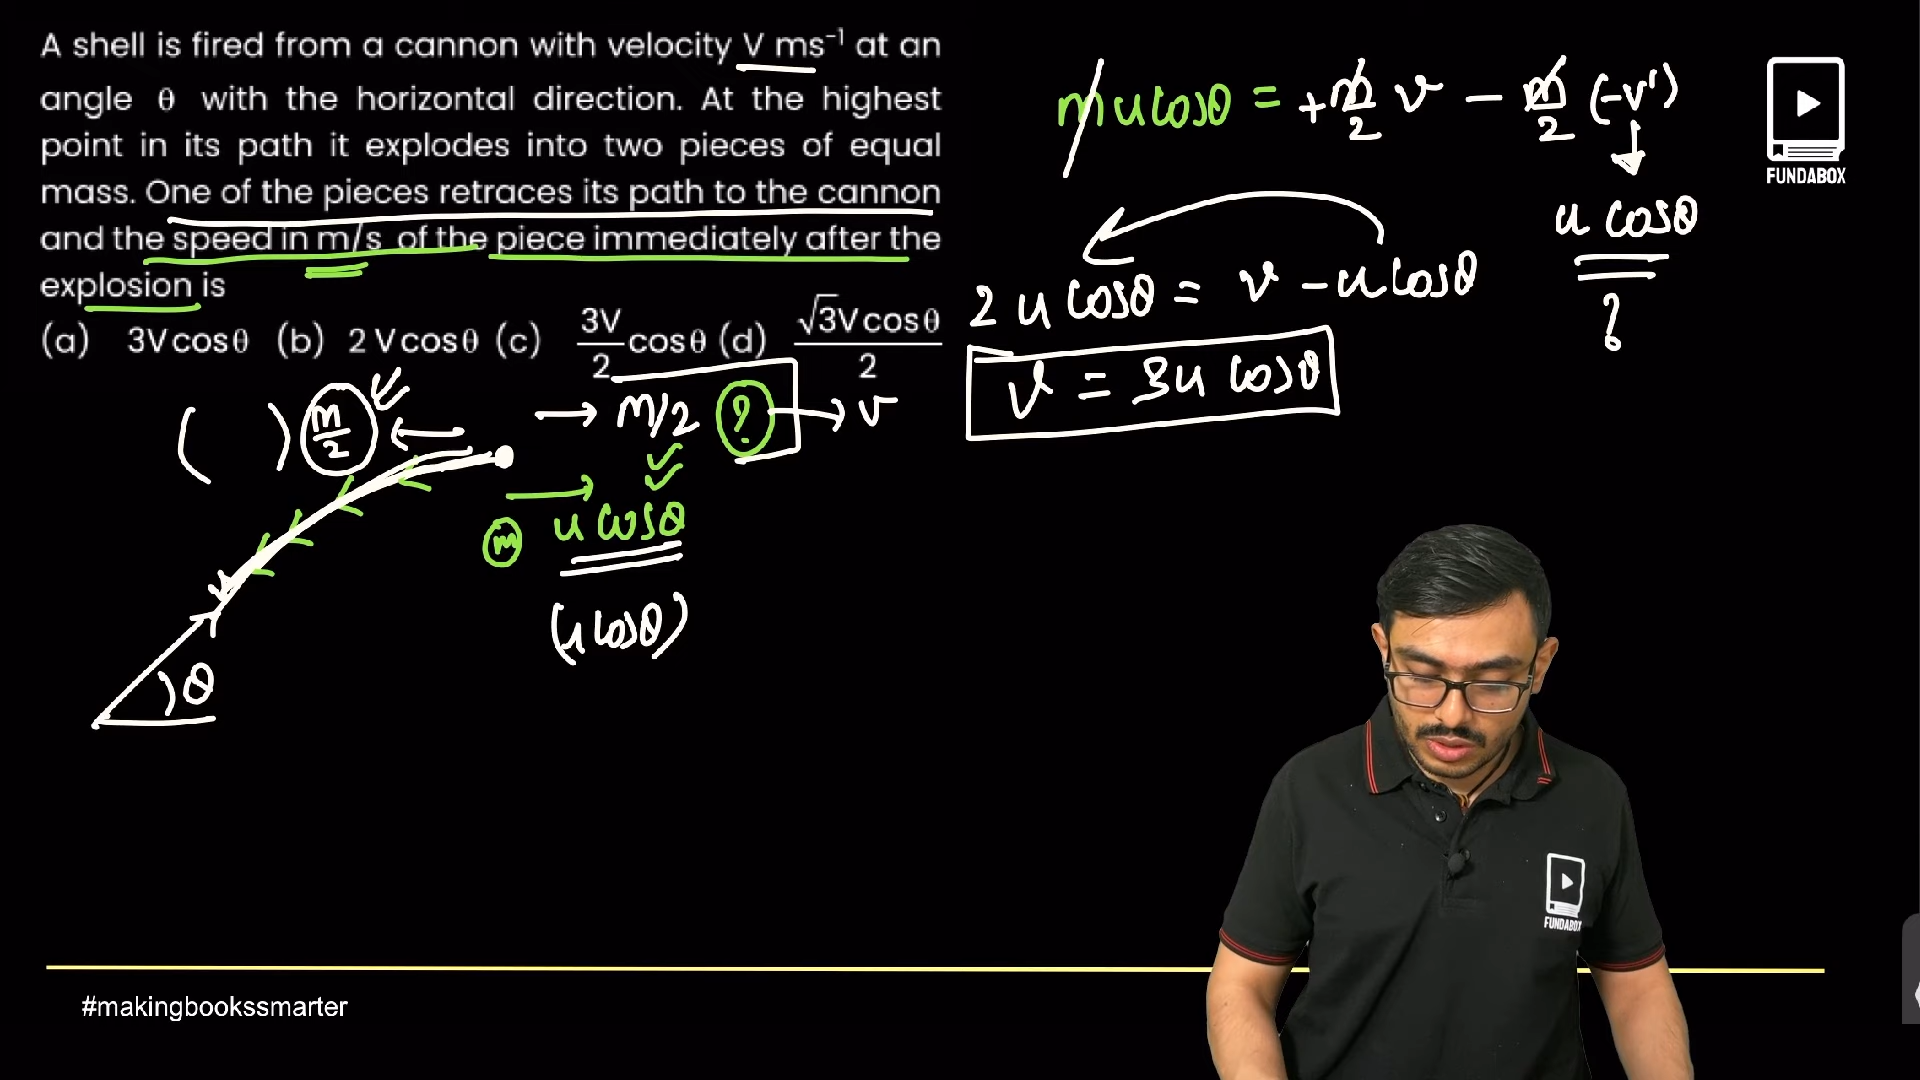 A shell is fired from a cannon with velocity V ms⁻¹ at an
angle θ with the horizontal direction. At the highest
point in its path it explodes into two pieces of equal
mass. One of the pieces retraces its path to the cannon
and the speed in m/s of the piece immediately after the
explosion is
(a) 3Vcosθ (b) 2 Vcosθ (c) 3V/2 cosθ (d) √3Vcosθ/2
( ) m/2 → m/2 ? → v
m u cosθ
(u cosθ)
θ
m u cosθ = + m/2 v − m/2 (−v')
u cosθ
?
2 u cosθ = v − u cosθ
v = 3u cosθ
FUNDABOX
FUNDABOX
#makingbookssmarter